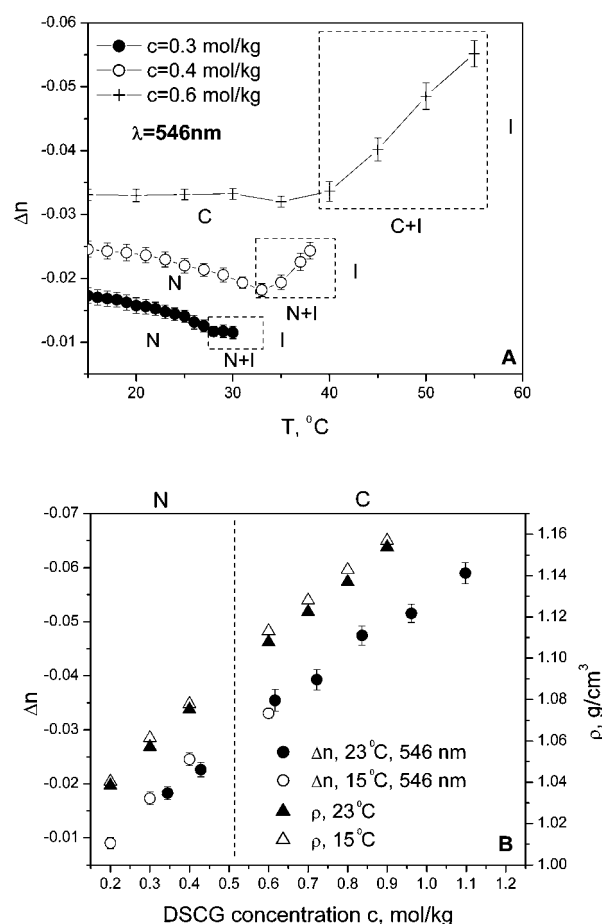 -0.06
c=0.3 mol/kg
c=0.4 mol/kg
c=0.6 mol/kg
λ=546nm
-0.05
-0.04
-0.03
-0.02
-0.01
Δn
I
C
C+I
N
N+I
I
N
N+I
I
A
20 30 40 50 60
T, °C
N C
-0.07
-0.06
-0.05
-0.04
-0.03
-0.02
-0.01
Δn
1.16
1.14
1.12
1.10
1.08
1.06
1.04
1.02
1.00
ρ, g/cm³
Δn, 23°C, 546 nm
Δn, 15°C, 546 nm
ρ, 23°C
ρ, 15°C
B
0.2 0.3 0.4 0.5 0.6 0.7 0.8 0.9 1.0 1.1 1.2
DSCG concentration c, mol/kg